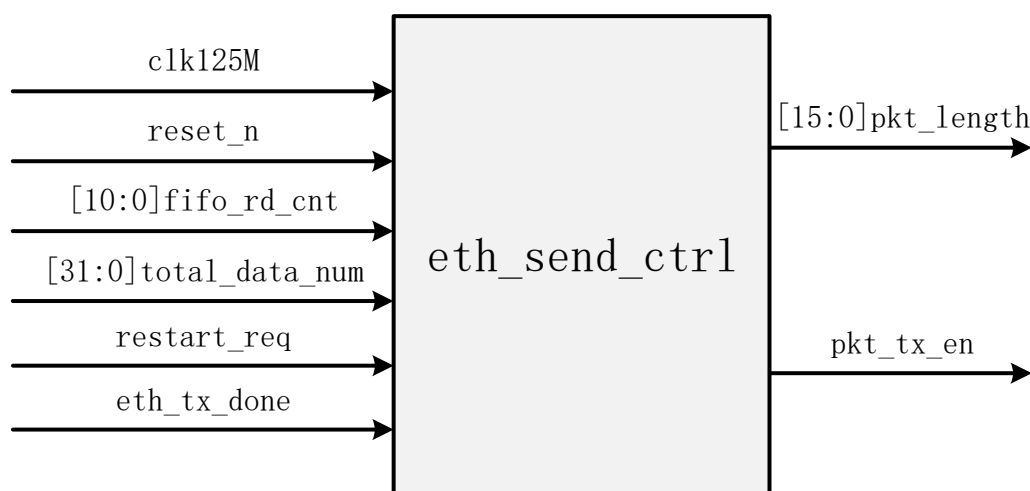 clk125M
reset_n
[10:0]fifo_rd_cnt
[31:0]total_data_num
restart_req
eth_tx_done
eth_send_ctrl
[15:0]pkt_length
pkt_tx_en